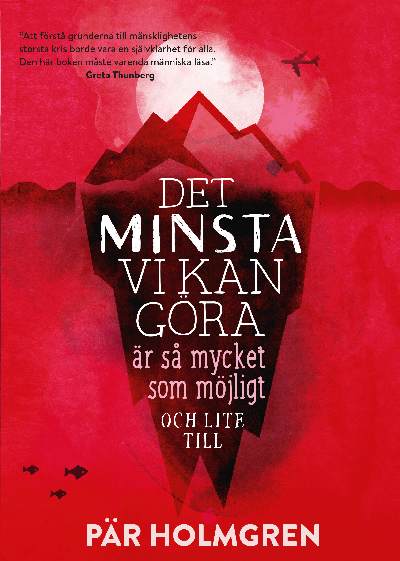 "Att förstå grunderna till mänsklighetens
största kris borde vara en självklarhet för alla.
Den här boken måste varenda människa läsa."
Greta Thunberg
DET
MINSTA
VI KAN
GÖRA
är så mycket
som möjligt
OCH LITE
TILL
PÄR HOLMGREN